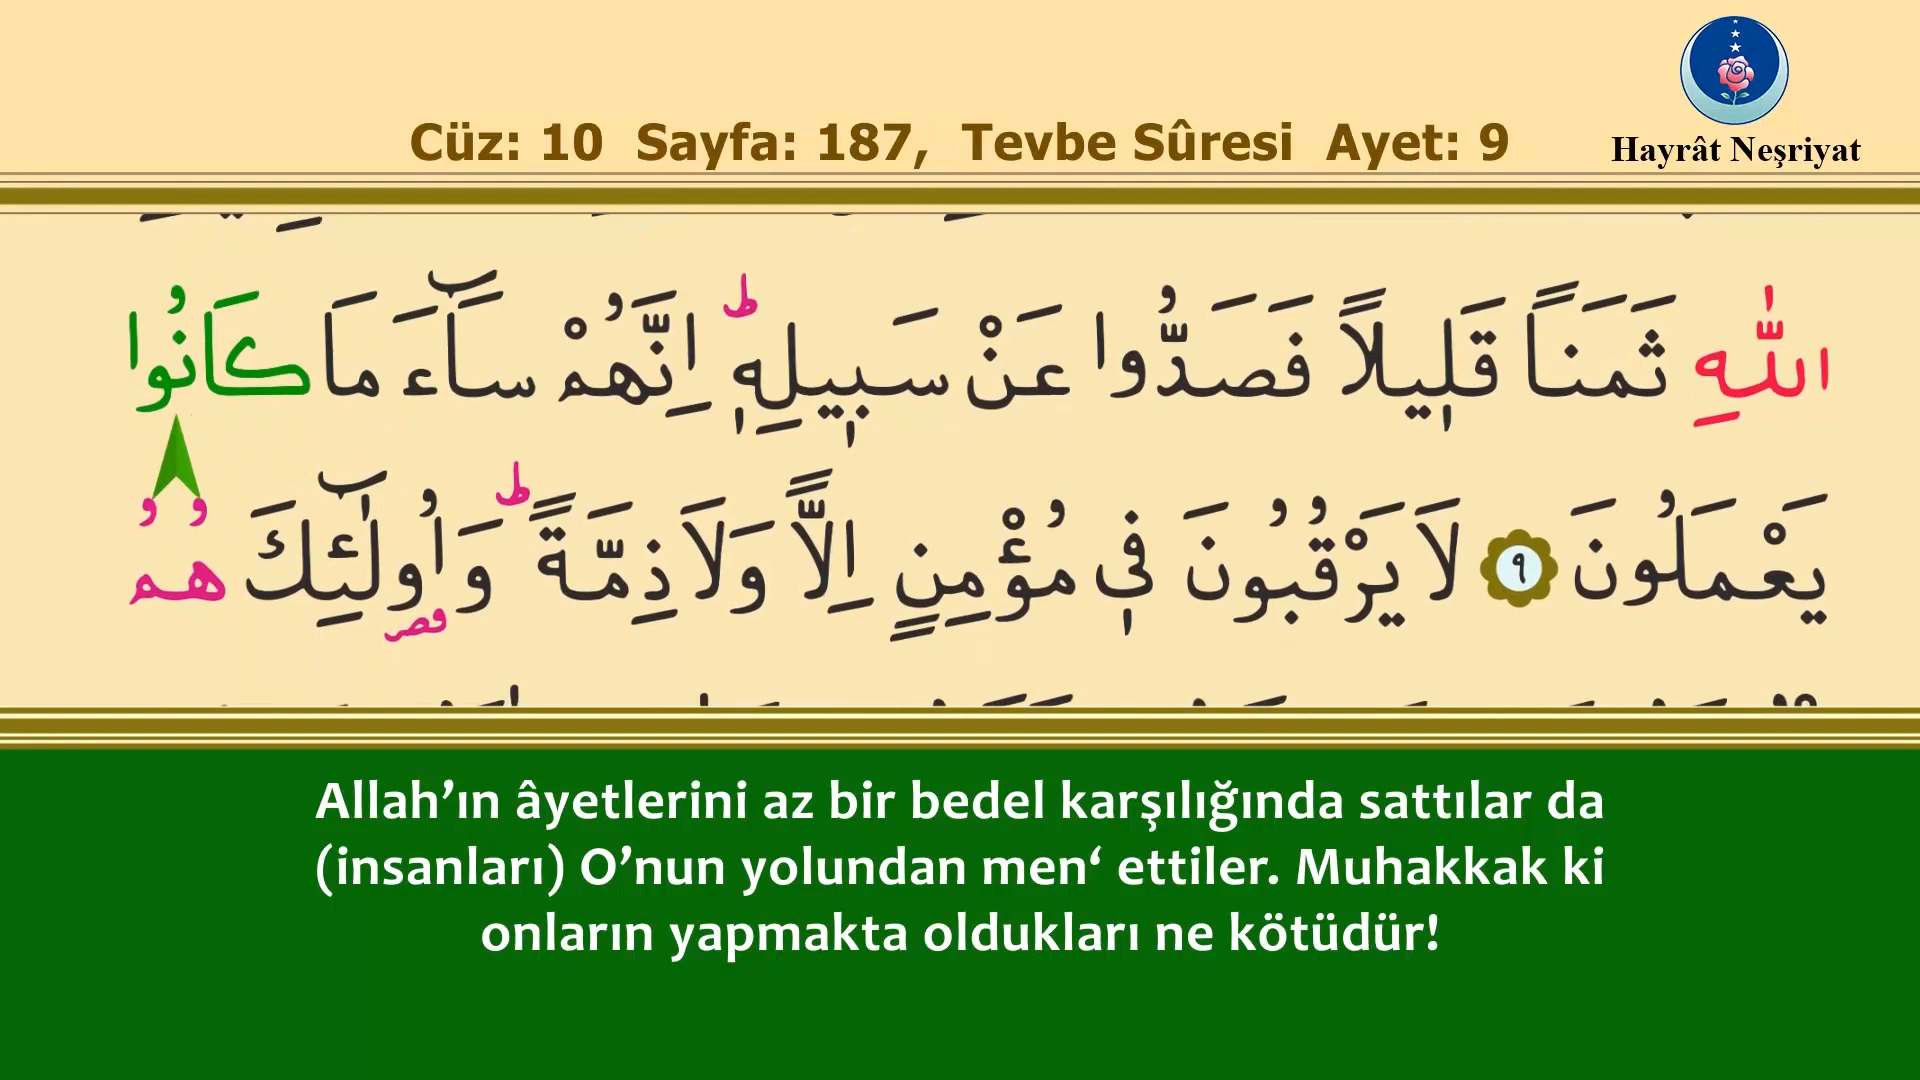 Cüz: 10 Sayfa: 187, Tevbe Sûresi Ayet: 9
Hayrât Neşriyat
اللّٰهِ ثَمَنًا قَلٖيلًا فَصَدُّوا عَنْ سَبٖيلِهٖؕ اِنَّهُمْ سَٓاءَ مَا كَانُوا
يَعْمَلُونَ ﴿٩﴾ لَا يَرْقُبُونَ فٖي مُؤْمِنٍ اِلًّا وَلَا ذِمَّةًؕ وَاُولٰٓئِكَ هُمُ
قصر
Allah’ın âyetlerini az bir bedel karşılığında sattılar da
(insanları) O’nun yolundan men‘ ettiler. Muhakkak ki
onların yapmakta oldukları ne kötüdür!